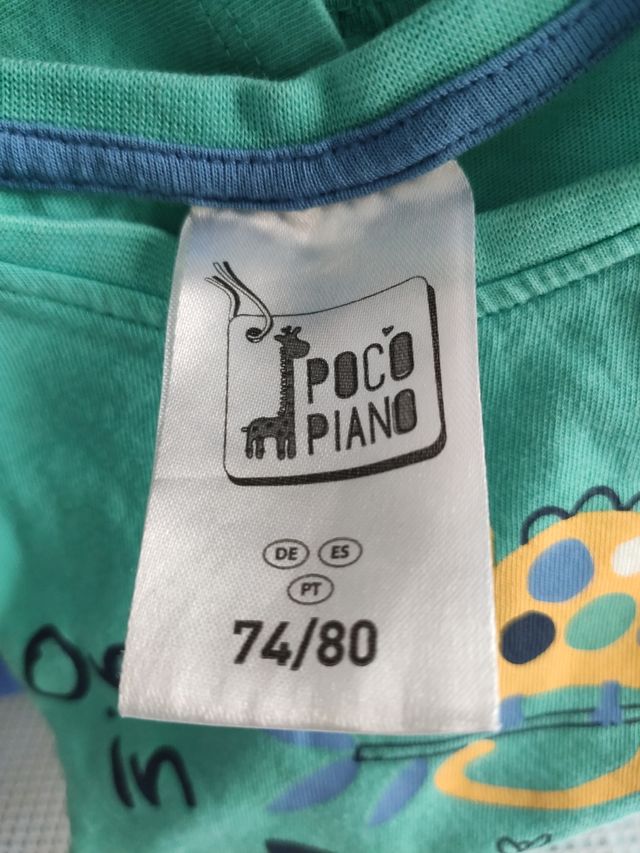 POCO
PIANO
DE ES
PT
74/80
in